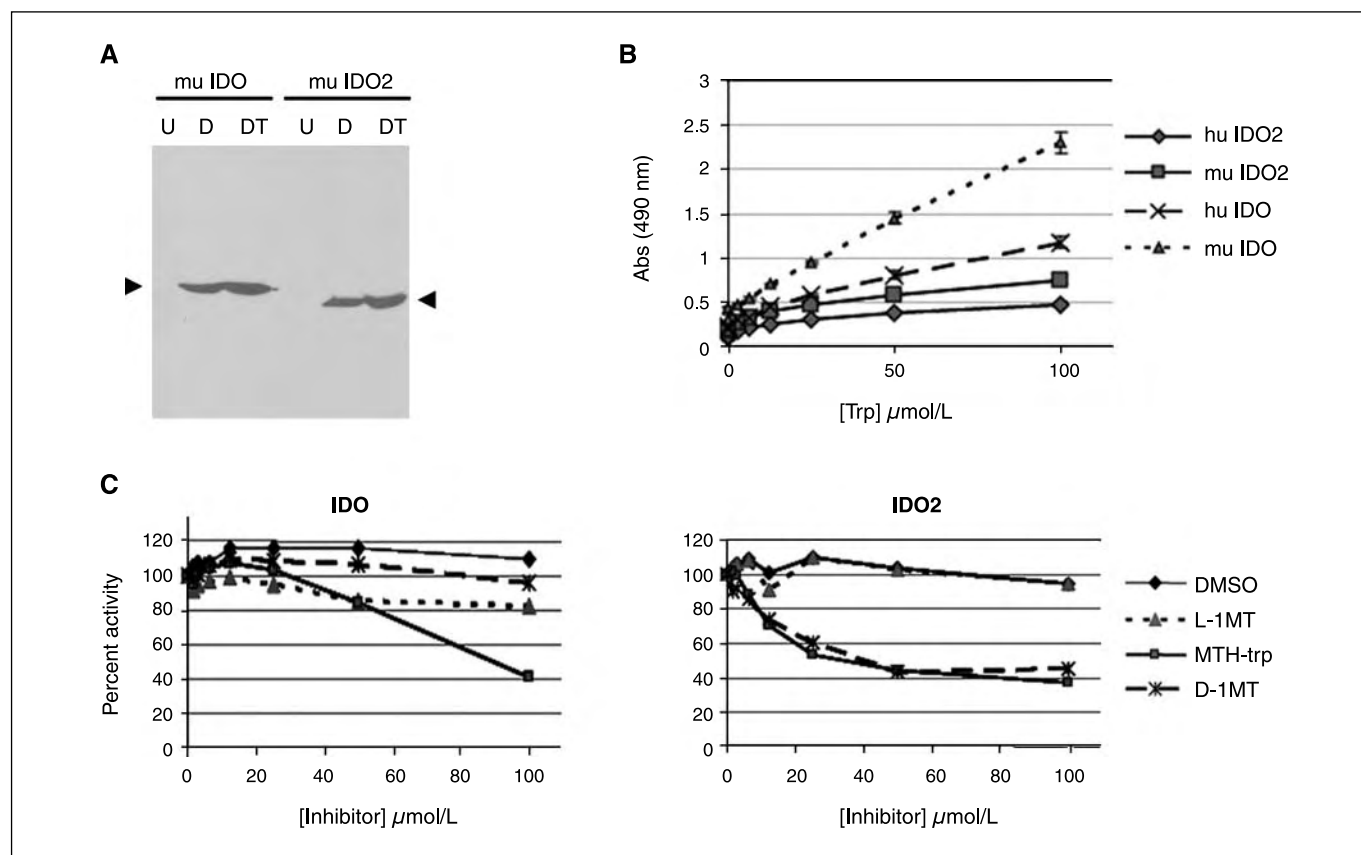 A
mu IDO mu IDO2
U D DT U D DT
B
3
2.5
2
1.5
1
0.5
0
Abs (490 nm)
0 50 100
[Trp] µmol/L
hu IDO2
mu IDO2
hu IDO
mu IDO
C
IDO
120
100
80
60
40
20
0
Percent activity
0 20 40 60 80 100
[Inhibitor] µmol/L
IDO2
120
100
80
60
40
20
0
0 20 40 60 80 100
[Inhibitor] µmol/L
DMSO
L-1MT
MTH-trp
D-1MT